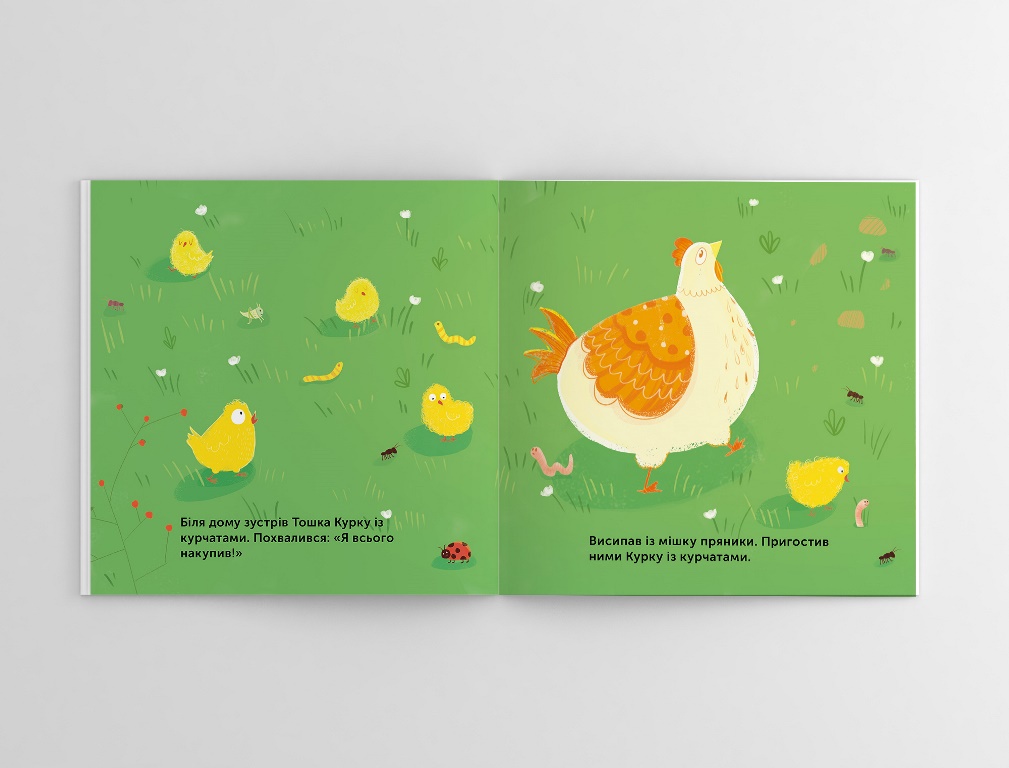 Біля дому зустрів Тошка Курку із
курчатами. Похвалився: «Я всього
накупив!»
Висипав із мішку пряники. Пригостив
ними Курку із курчатами.